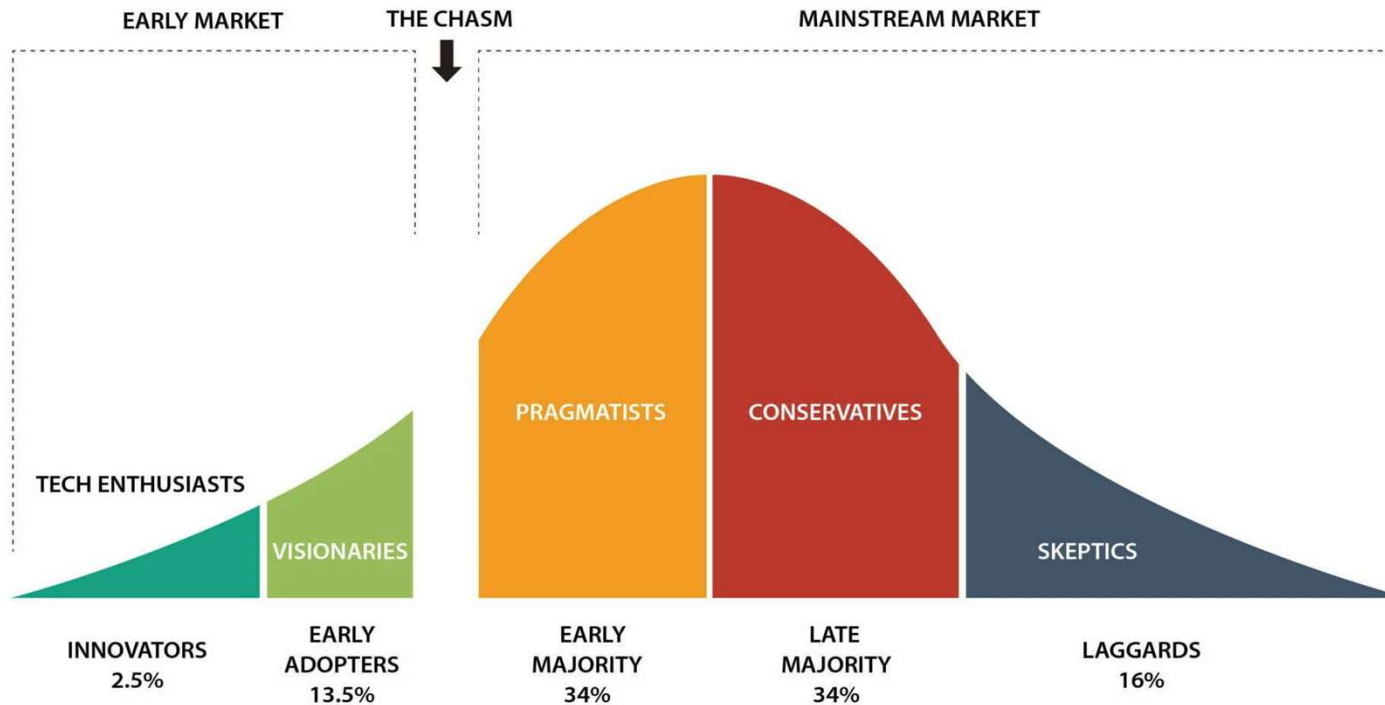 EARLY MARKET
THE CHASM
MAINSTREAM MARKET
TECH ENTHUSIASTS
VISIONARIES
PRAGMATISTS
CONSERVATIVES
SKEPTICS
INNOVATORS
2.5%
EARLY
ADOPTERS
13.5%
EARLY
MAJORITY
34%
LATE
MAJORITY
34%
LAGGARDS
16%